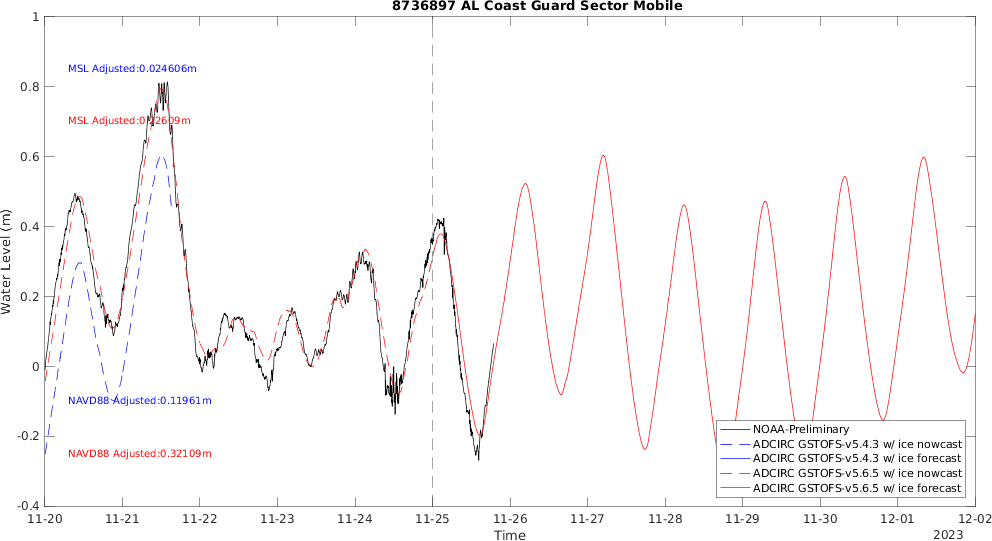 8736897 AL Coast Guard Sector Mobile
1
0.8
0.6
0.4
0.2
0
-0.2
-0.4
Water Level (m)
MSL Adjusted:0.024606m
MSL Adjusted:0.22609m
NAVD88 Adjusted:0.11961m
NAVD88 Adjusted:0.32109m
NOAA-Preliminary
ADCIRC GSTOFS-v5.4.3 w/ ice nowcast
ADCIRC GSTOFS-v5.4.3 w/ ice forecast
ADCIRC GSTOFS-v5.6.5 w/ ice nowcast
ADCIRC GSTOFS-v5.6.5 w/ ice forecast
11-20 11-21 11-22 11-23 11-24 11-25 11-26 11-27 11-28 11-29 11-30 12-01 12-02
Time
2023